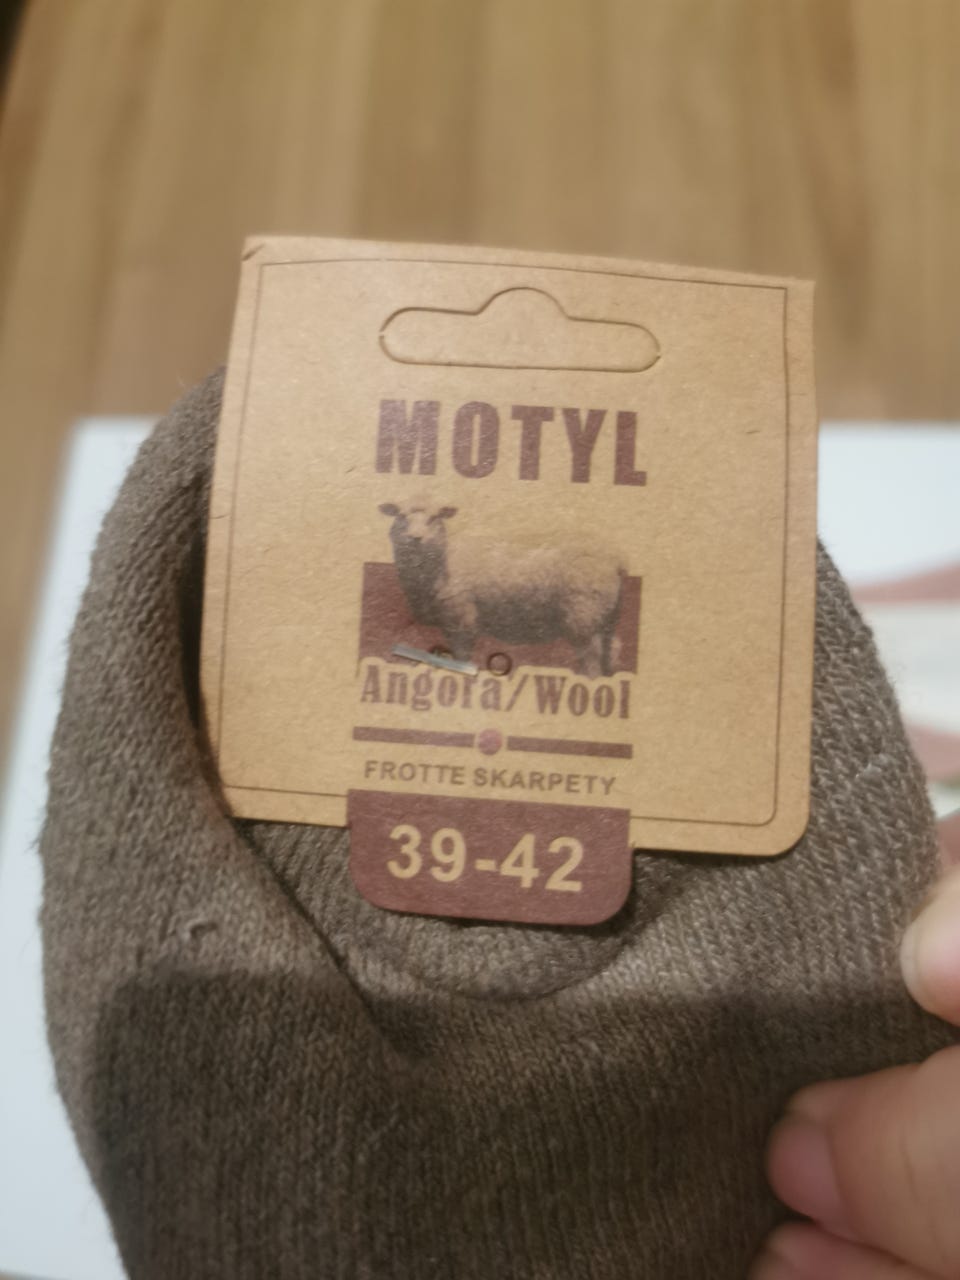 MOTYL
Angora/Wool
FROTTE SKARPETY
39-42